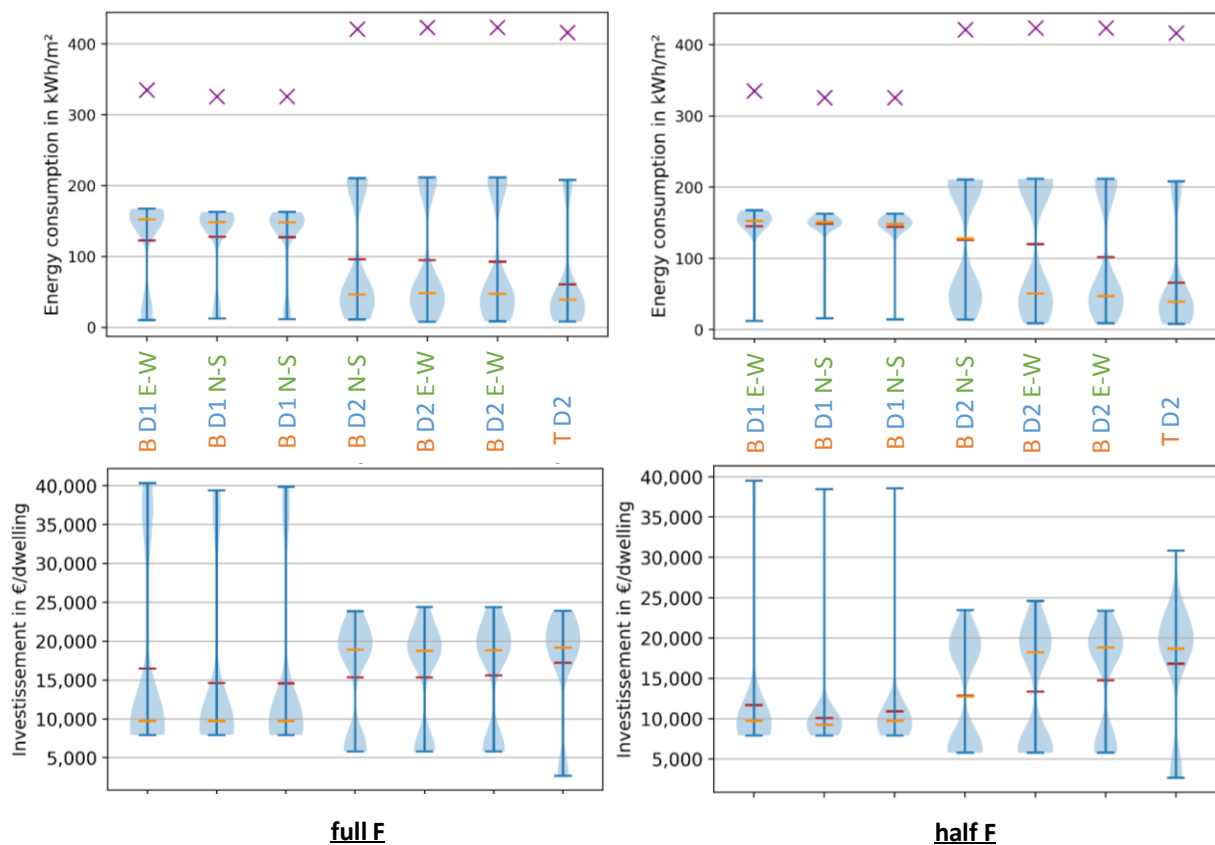 Energy consumption in kWh/m²
400
300
200
100
0
Energy consumption in kWh/m²
400
300
200
100
0
B D1 E-W
B D1 N-S
B D1 N-S
B D2 N-S
B D2 E-W
B D2 E-W
T D2
B D1 E-W
B D1 N-S
B D1 N-S
B D2 N-S
B D2 E-W
B D2 E-W
T D2
Investissement in €/dwelling
40,000
35,000
30,000
25,000
20,000
15,000
10,000
5,000
Investissement in €/dwelling
40,000
35,000
30,000
25,000
20,000
15,000
10,000
5,000
full F
half F